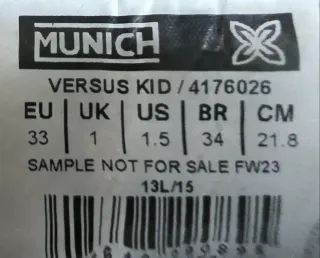 MUNICH
VERSUS KID / 4176026
EU UK US BR CM
33 1 1.5 34 21.8
SAMPLE NOT FOR SALE FW23
13L/15